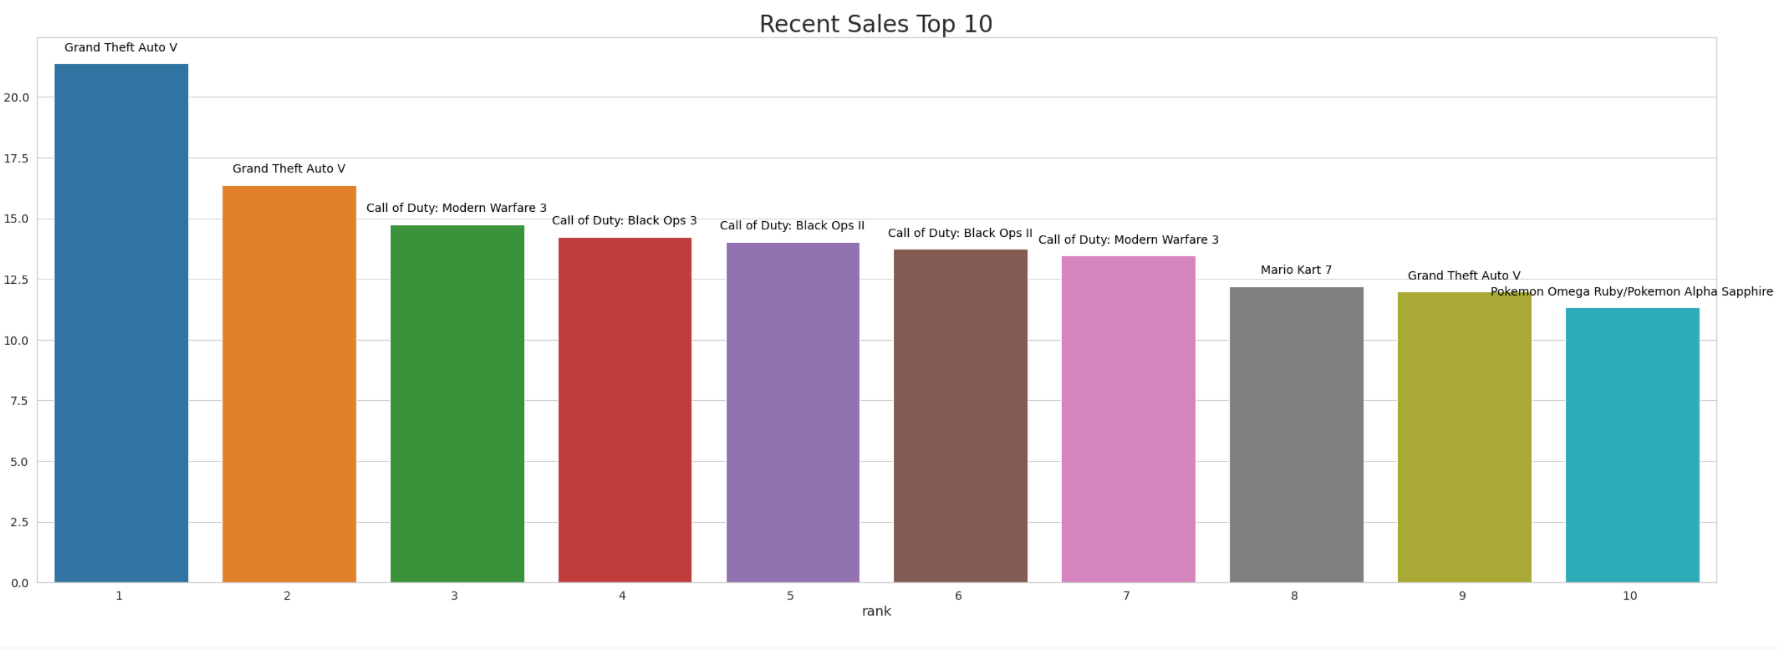 Recent Sales Top 10
Grand Theft Auto V
Grand Theft Auto V
Call of Duty: Modern Warfare 3
Call of Duty: Black Ops 3
Call of Duty: Black Ops II
Call of Duty: Black Ops II
Call of Duty: Modern Warfare 3
Mario Kart 7
Grand Theft Auto V
Pokemon Omega Ruby/Pokemon Alpha Sapphire
20.0
17.5
15.0
12.5
10.0
7.5
5.0
2.5
0.0
1 2 3 4 5 6 7 8 9 10
rank